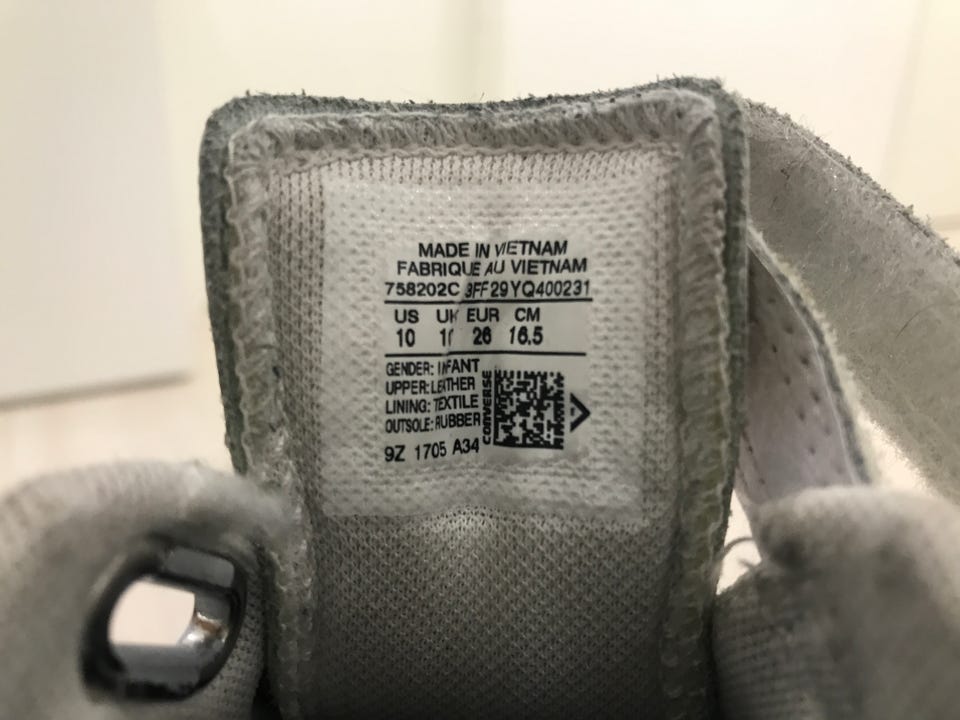 MADE IN VIETNAM
FABRIQUE AU VIETNAM
758202C 3FF29YQ400231
US UK EUR CM
10 10 26 16.5
GENDER: INFANT
UPPER: LEATHER
LINING: TEXTILE
OUTSOLE: RUBBER
CONVERSE
9Z 1705 A34